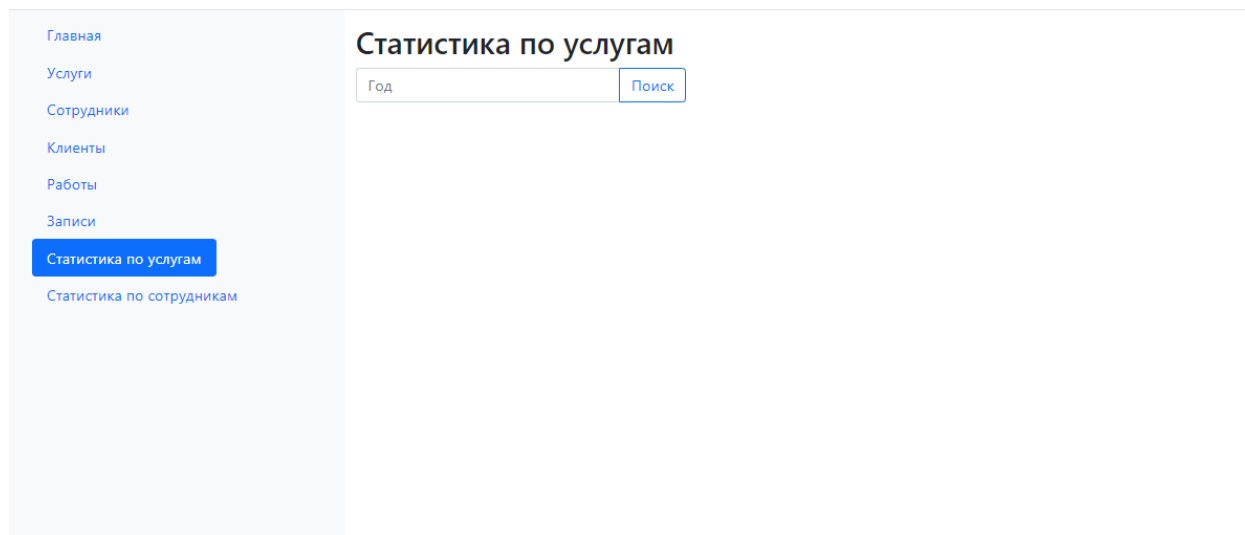 Главная
Услуги
Сотрудники
Клиенты
Работы
Записи
Статистика по услугам
Статистика по сотрудникам
Статистика по услугам
Год
Поиск